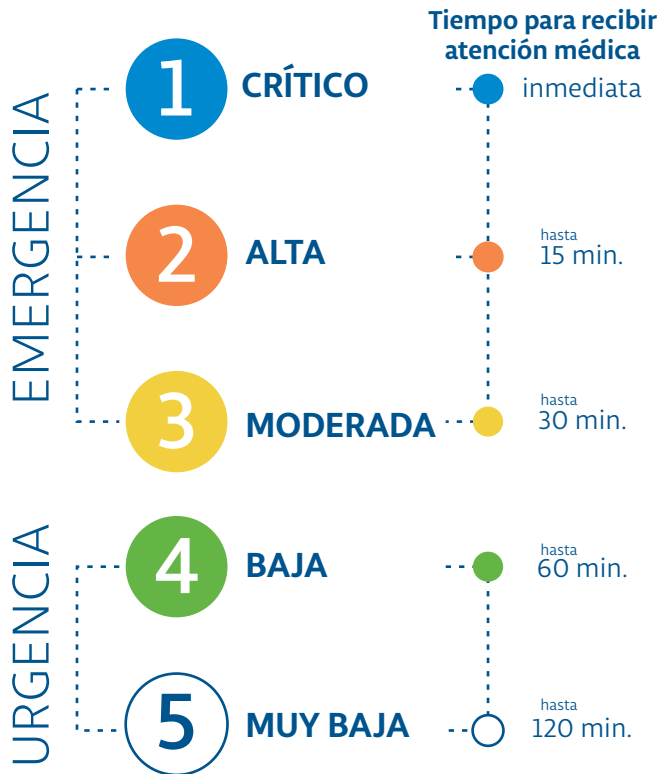 Tiempo para recibir
atención médica
EMERGENCIA
1 CRÍTICO inmediata
2 ALTA hasta 15 min.
3 MODERADA hasta 30 min.
URGENCIA
4 BAJA hasta 60 min.
5 MUY BAJA hasta 120 min.